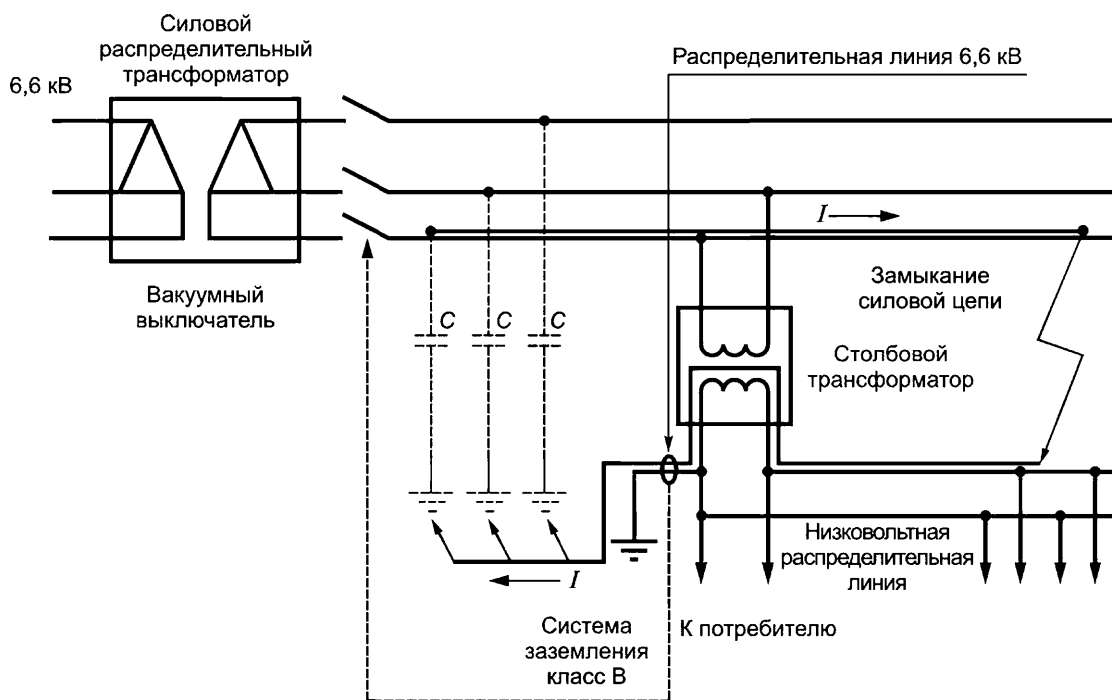 Силовой
распределительный
трансформатор
6,6 кВ
Распределительная линия 6,6 кВ
I
Вакуумный
выключатель
Замыкание
силовой цепи
C
C
C
Столбовой
трансформатор
Низковольтная
распределительная
линия
I
Система
заземления
класс В
К потребителю